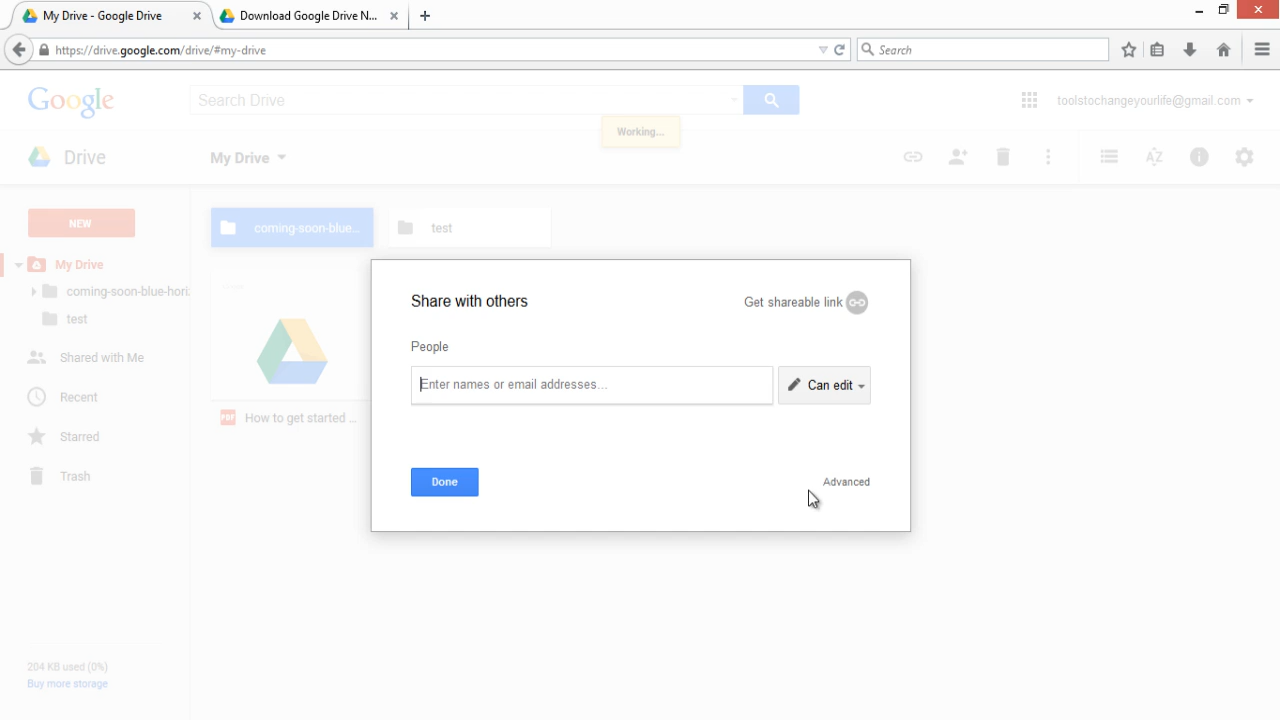 My Drive - Google Drive
Download Google Drive N...
https://drive.google.com/drive/#my-drive
Search
Google
Search Drive
toolstochangeyourlife@gmail.com
Working...
Drive
My Drive
NEW
coming-soon-blue...
test
My Drive
coming-soon-blue-hori
test
Shared with Me
Recent
Starred
Trash
How to get started ...
PDF
Share with others
Get shareable link
People
Enter names or email addresses...
Can edit
Done
Advanced
204 KB used (0%)
Buy more storage